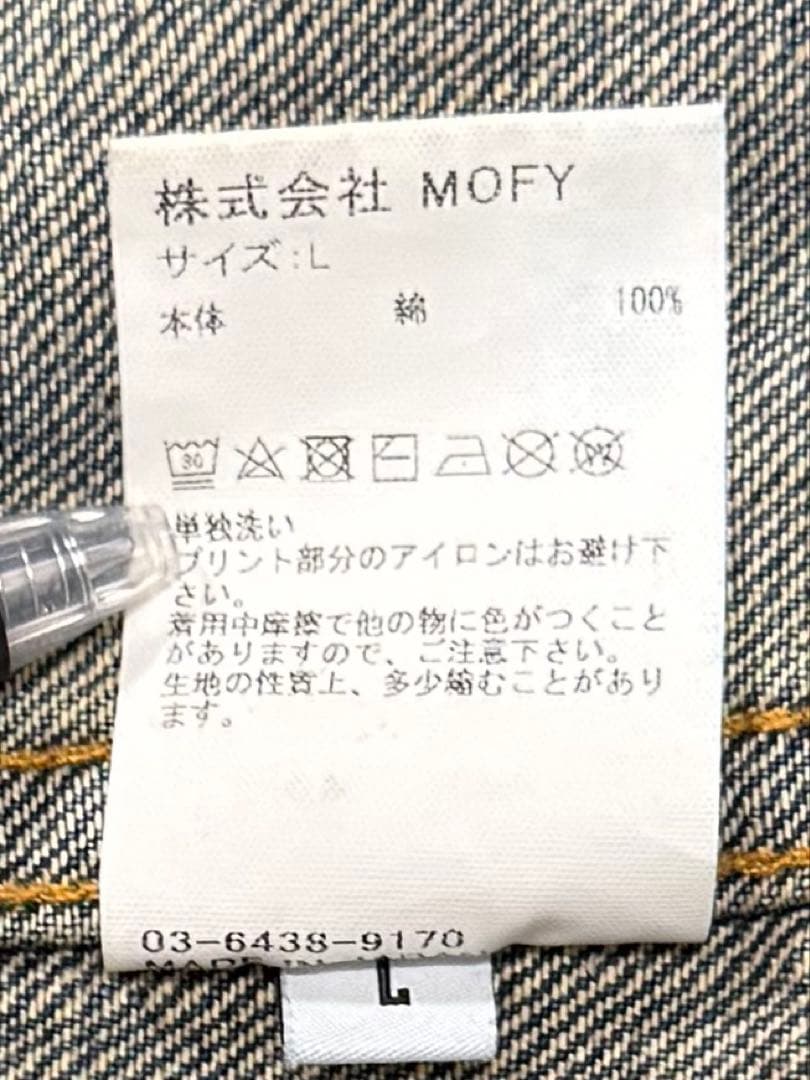 株式会社 MOFY
サイズ:L
本体 綿 100%
30
単独洗い
プリント部分のアイロンはお避け下
さい。
着用中摩擦で他の物に色がつくこと
がありますので、ご注意下さい。
生地の性質上、多少縮むことがあり
ます。
03-6438-9170
MADE IN
L